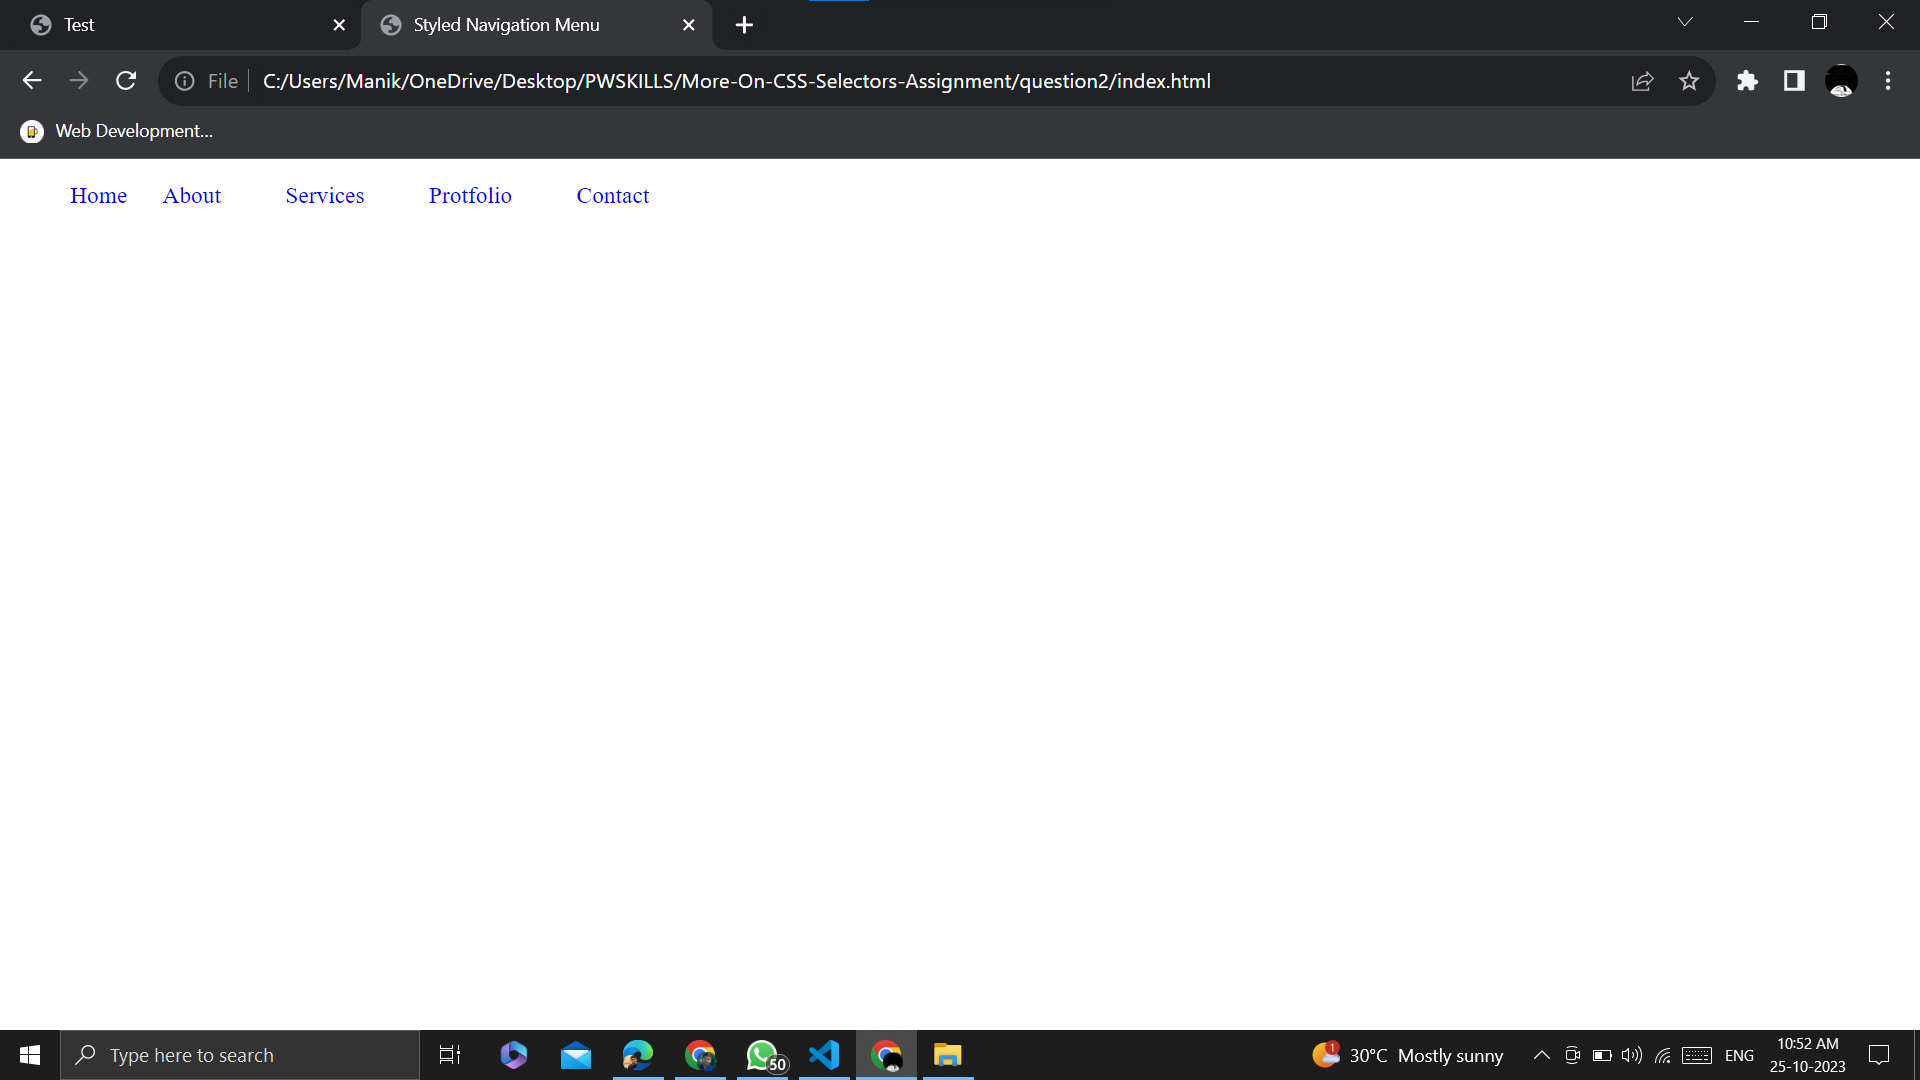 Test
Styled Navigation Menu
File C:/Users/Manik/OneDrive/Desktop/PWSKILLS/More-On-CSS-Selectors-Assignment/question2/index.html
Web Development...
Home About Services Protfolio Contact
Type here to search
50
1
30°C Mostly sunny
ENG
10:52 AM
25-10-2023